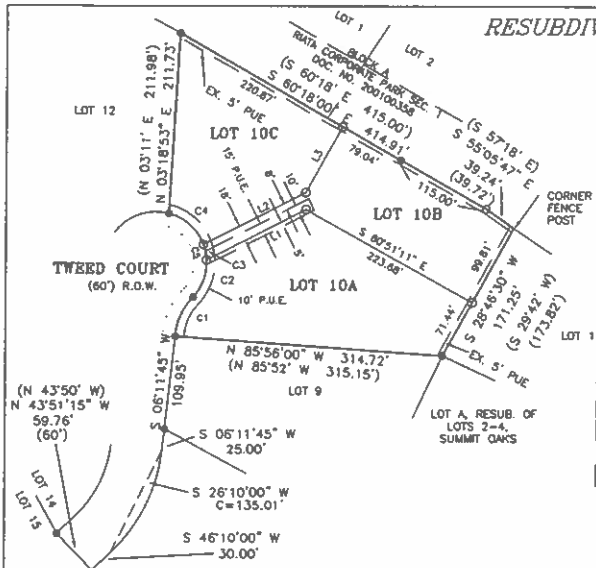 RESUBDIV
LOT 1
LOT 2
BLOCK A
RIATA CORPORATE PARK SEC. 1
DOC. NO. 200100358
(S 60'18' E 415.00')
S 60'18'00" E 414.91'
220.87'
79.04'
115.00'
(S 57'18' E)
S 55'05'47" E
39.24'
(39.72')
CORNER
FENCE
POST
EX. 5' PUE
LOT 12
(N 03'11' E 211.98')
N 03'18'53" E 211.73'
LOT 10C
15' P.U.E.
18'
L2
8'
10'
L3
L1
5'
C4
C3
C2
C1
LOT 10B
S 60'51'11" E
223.68'
99.81'
71.44'
S 28'46'30" W
171.25'
(S 29'42' W)
(173.82')
EX. 5' PUE
LOT 1
TWEED COURT
(60') R.O.W.
LOT 10A
10' P.U.E.
N 85'56'00" W 314.72'
(N 85'52' W 315.15')
LOT 9
LOT A, RESUB. OF
LOTS 2-4,
SUMMIT OAKS
S 06'11'45" W
109.95'
(N 43'50' W)
N 43'51'15" W
59.76'
(60')
S 06'11'45" W
25.00'
S 26'10'00" W
C=135.01'
S 46'10'00" W
30.00'
LOT 14
LOT 15